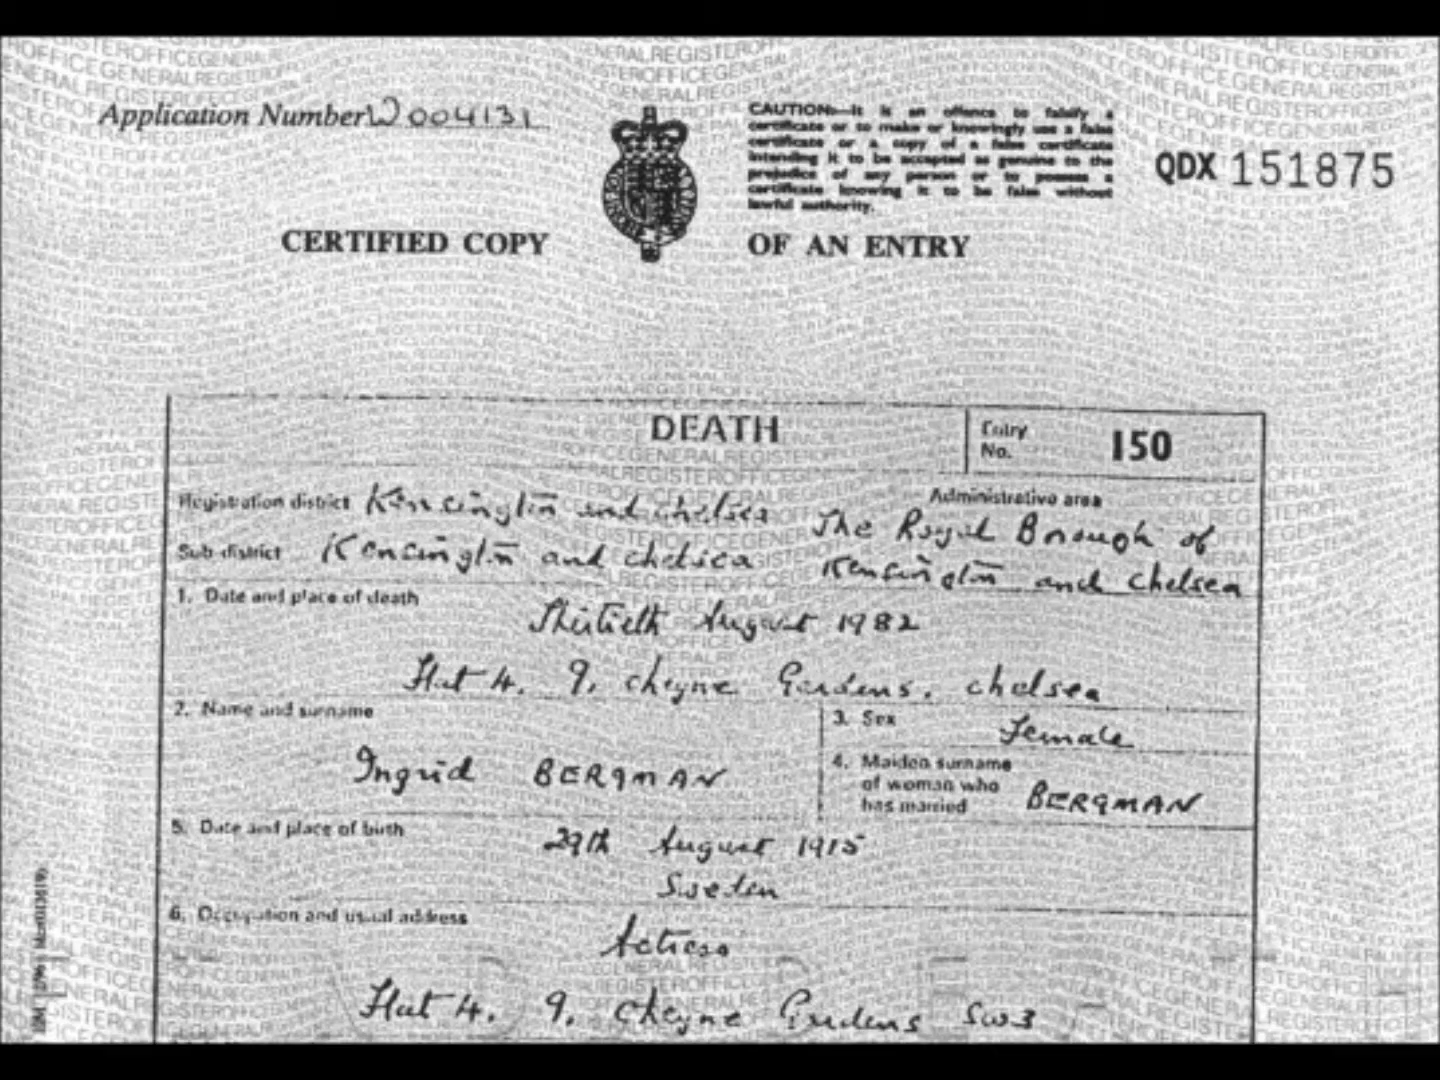 Application Number W004131
CAUTION:—It is an offence to falsify a
certificate or to make or knowingly use a false
certificate or a copy of a false certificate
intending it to be accepted as genuine to the
prejudice of any person or to possess a
certificate knowing it to be false without
lawful authority.
QDX 151875
CERTIFIED COPY OF AN ENTRY
DEATH
Entry No. 150
Registration district Kensington and Chelsea
Administrative area
Sub-district Kensington and Chelsea
The Royal Borough of
Kensington and Chelsea
1. Date and place of death
Thirtieth August 1982
Flat 4, 9, Cheyne Gardens, Chelsea
2. Name and surname
Ingrid BERGMAN
3. Sex
Female
4. Maiden surname
of woman who
has married
BERGMAN
5. Date and place of birth
29th August 1915
Sweden
6. Occupation and usual address
Actress
Flat 4, 9, Cheyne Gardens SW3